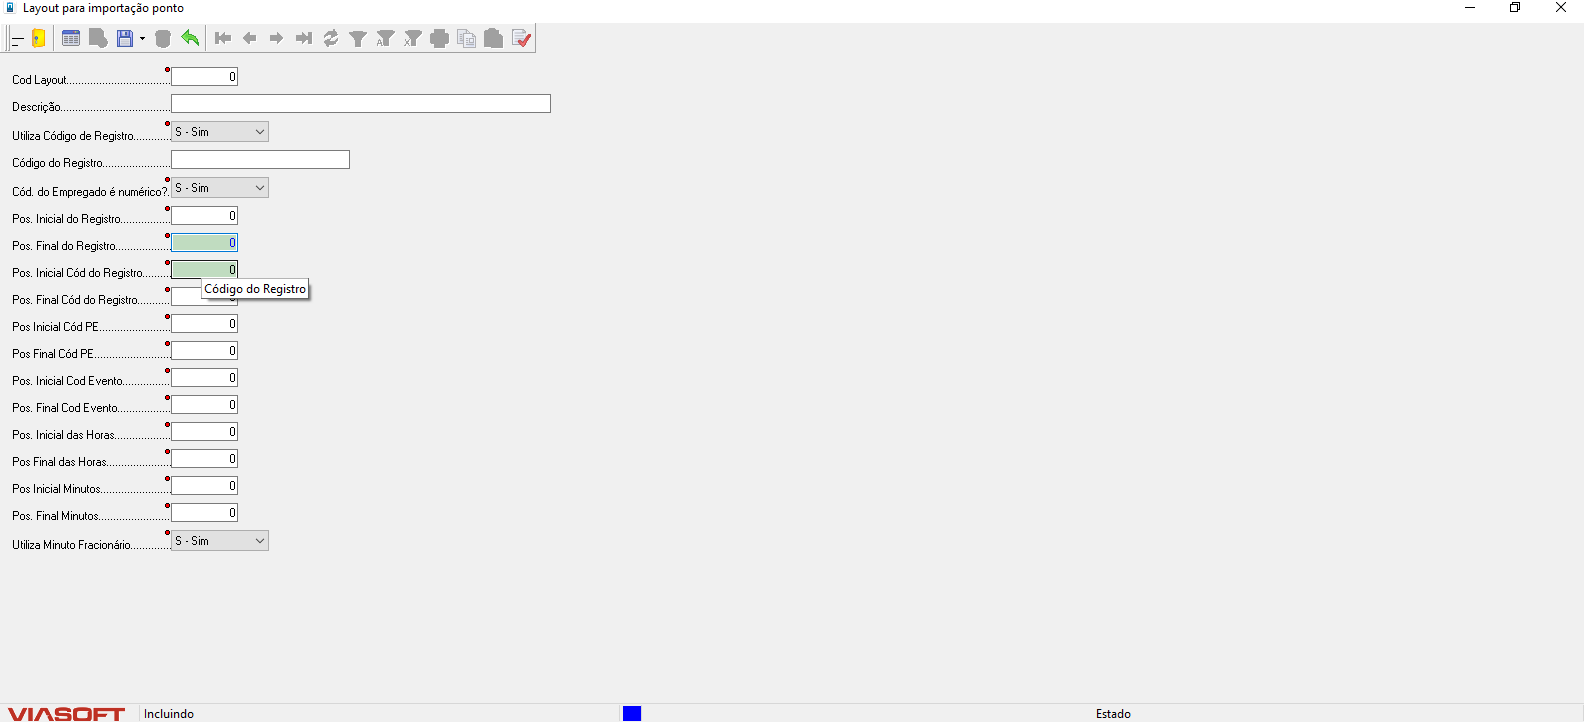 Layout para importação ponto
Cod Layout.................................. 0
Descrição....................................
Utiliza Código de Registro............ S - Sim
Código do Registro......................
Cód. do Empregado é numérico?. S - Sim
Pos. Inicial do Registro................ 0
Pos. Final do Registro.................. 0
Pos. Inicial Cód do Registro......... 0
Código do Registro
Pos. Final Cód do Registro...........
Pos Inicial Cód PE........................ 0
Pos Final Cód PE.......................... 0
Pos. Inicial Cod Evento................ 0
Pos. Final Cod Evento.................. 0
Pos. Inicial das Horas................... 0
Pos Final das Horas...................... 0
Pos Inicial Minutos........................ 0
Pos. Final Minutos......................... 0
Utiliza Minuto Fracionário............. S - Sim
VIASOFT Incluindo Estado